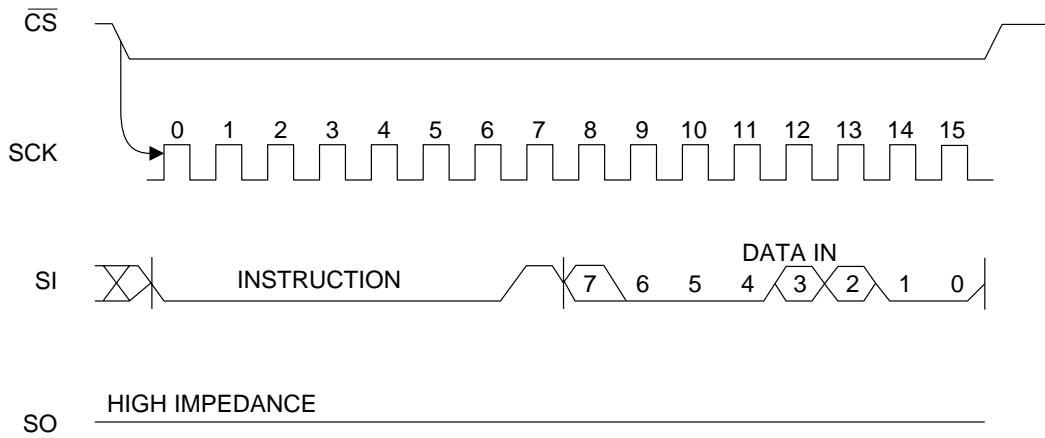 CS
0 1 2 3 4 5 6 7 8 9 10 11 12 13 14 15
SCK
DATA IN
SI INSTRUCTION 7 6 5 4 3 2 1 0
HIGH IMPEDANCE
SO